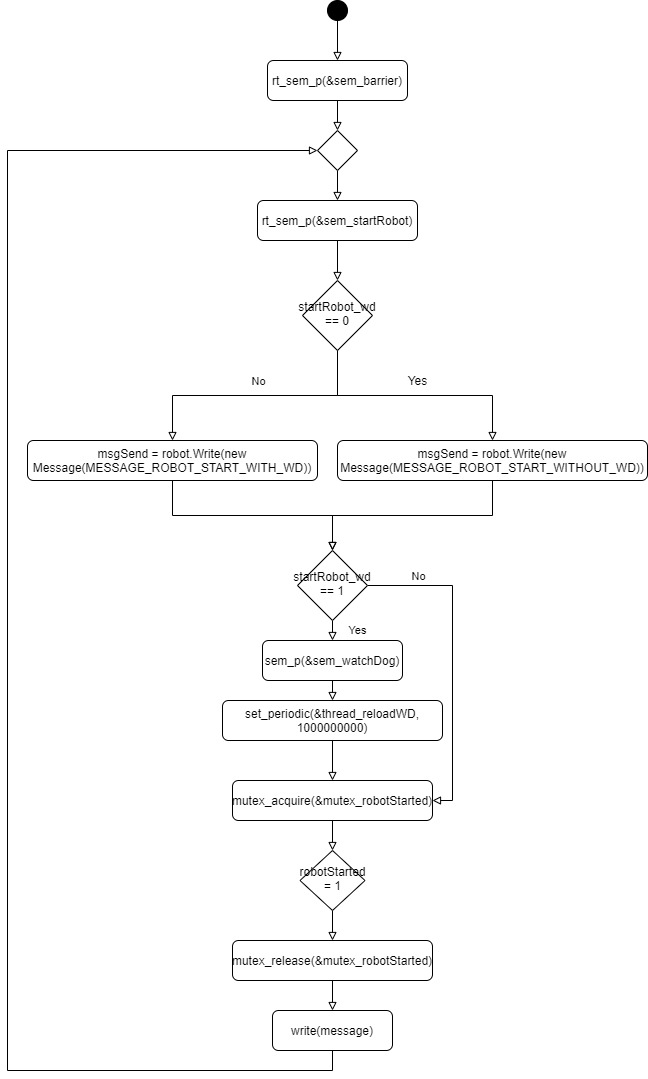 rt_sem_p(&sem_barrier)
rt_sem_p(&sem_startRobot)
startRobot_wd
== 0
No
Yes
msgSend = robot.Write(new
Message(MESSAGE_ROBOT_START_WITH_WD))
msgSend = robot.Write(new
Message(MESSAGE_ROBOT_START_WITHOUT_WD))
startRobot_wd
== 1
No
Yes
sem_p(&sem_watchDog)
set_periodic(&thread_reloadWD,
1000000000)
mutex_acquire(&mutex_robotStarted)
robotStarted
= 1
mutex_release(&mutex_robotStarted)
write(message)